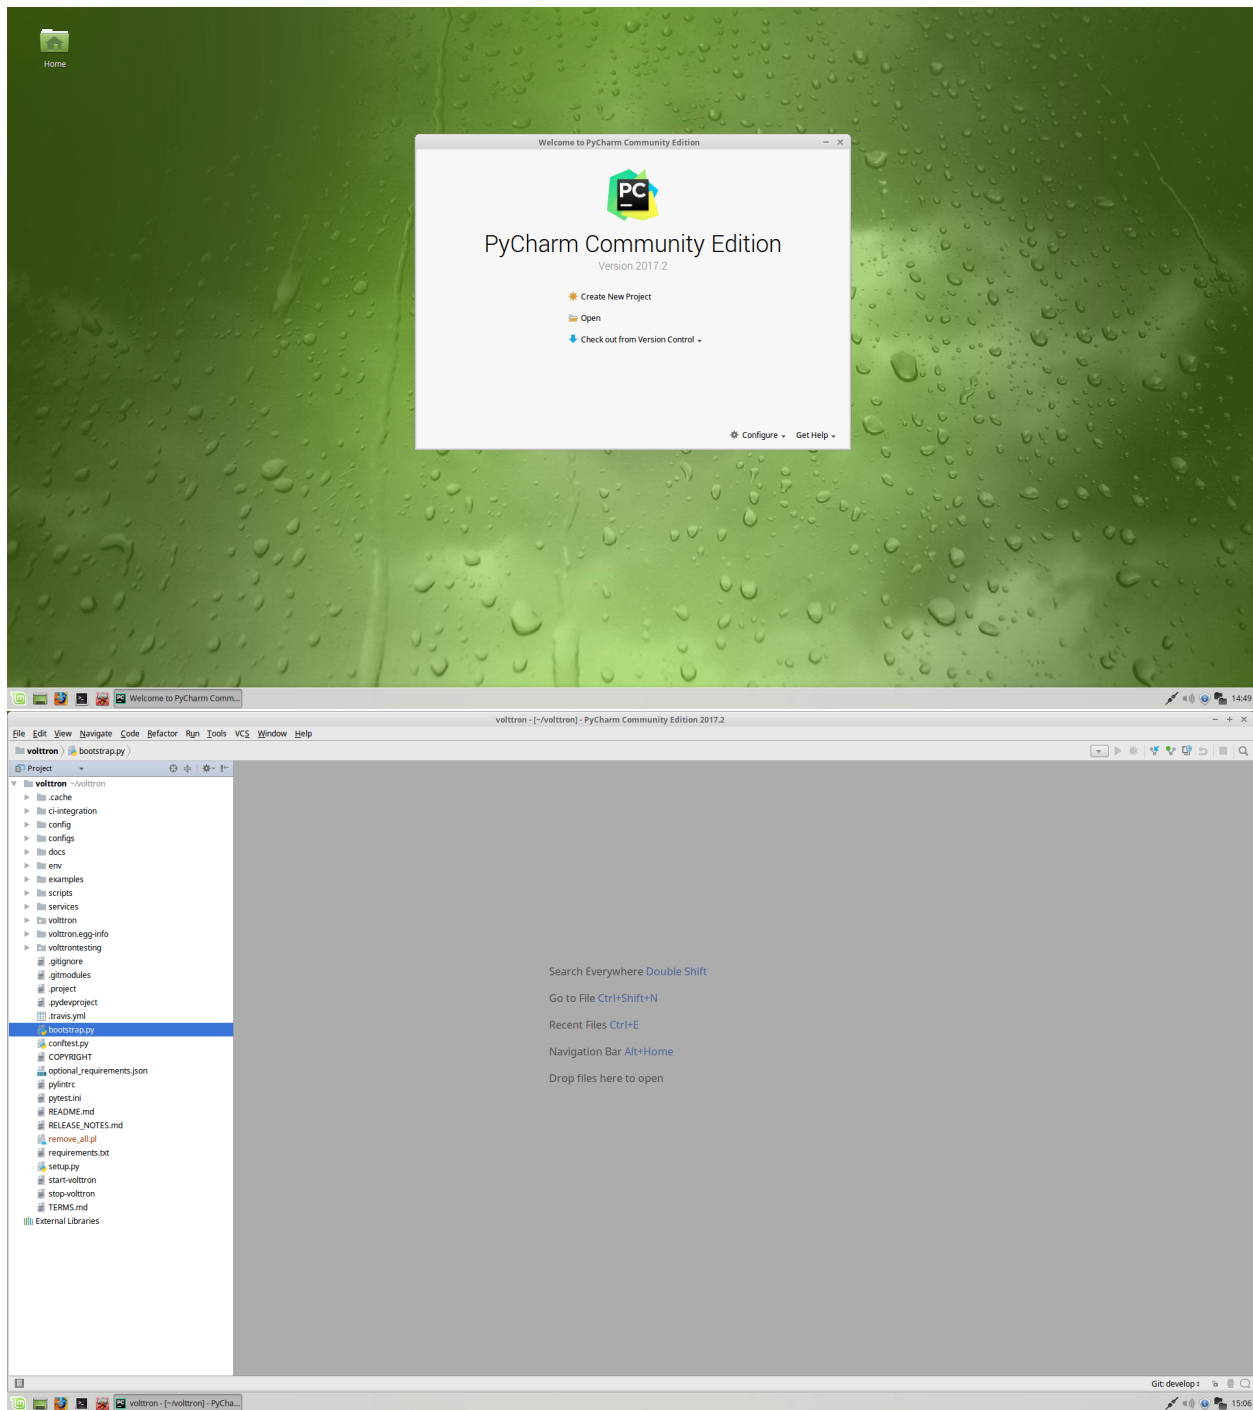 Home
Welcome to PyCharm Community Edition
PC
PyCharm Community Edition
Version 2017.2
Create New Project
Open
Check out from Version Control
Configure
Get Help
Welcome to PyCharm Comm...
14:49
volttron - [~/volttron] - PyCharm Community Edition 2017.2
File Edit View Navigate Code Refactor Run Tools VCS Window Help
volttron bootstrap.py
Project
volttron ~/volttron
.cache
ci-integration
config
configs
docs
env
examples
scripts
services
volttron
volttron.egg-info
volttrontesting
.gitignore
.gitmodules
.project
.pydevproject
.travis.yml
bootstrap.py
conftest.py
COPYRIGHT
optional_requirements.json
pylintrc
pytest.ini
README.md
RELEASE_NOTES.md
remove_all.pl
requirements.txt
setup.py
start-volttron
stop-volttron
TERMS.md
External Libraries
Search Everywhere Double Shift
Go to File Ctrl+Shift+N
Recent Files Ctrl+E
Navigation Bar Alt+Home
Drop files here to open
Git: develop
volttron - [~/volttron] - PyCha...
15:06